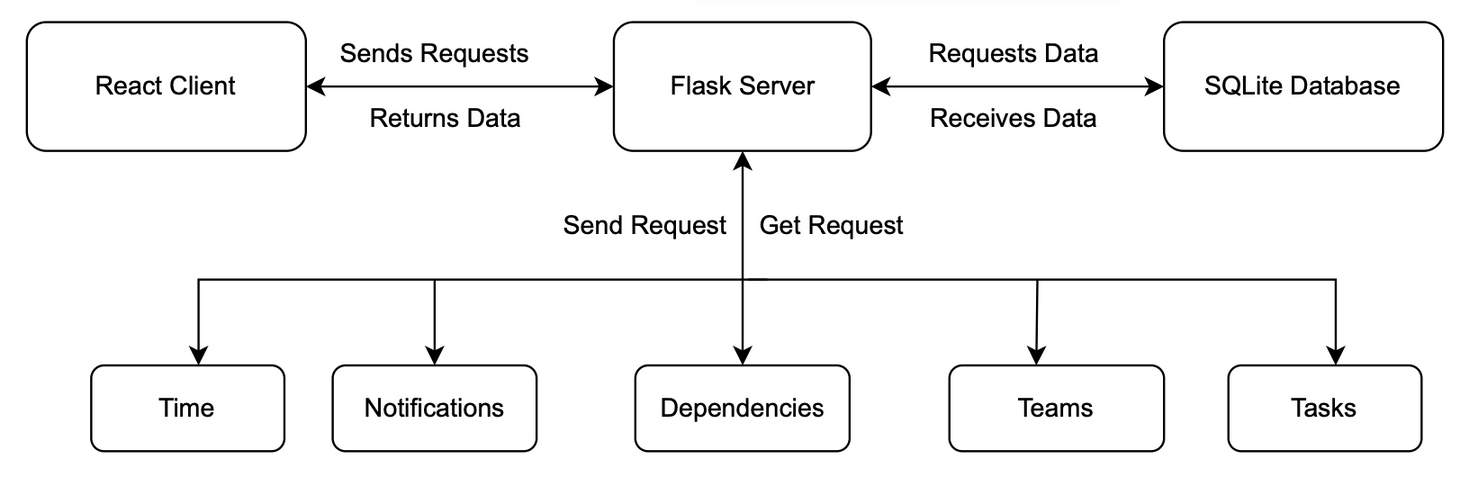 Sends Requests
Requests Data
React Client
Flask Server
SQLite Database
Returns Data
Receives Data
Send Request
Get Request
Time
Notifications
Dependencies
Teams
Tasks